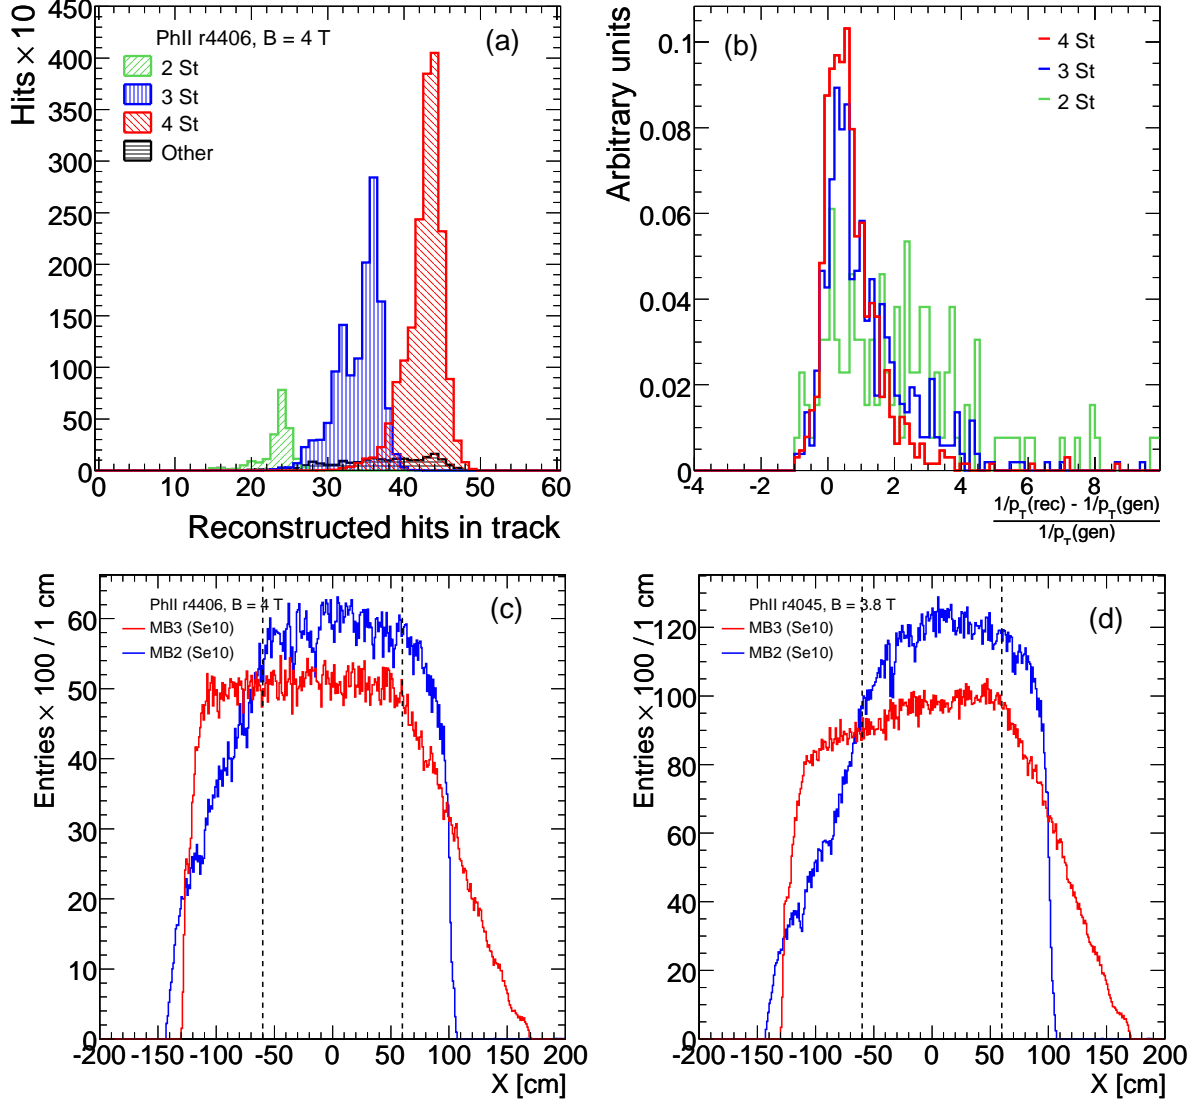 (a)
PhII r4406, B = 4 T
2 St
3 St
4 St
Other
Hits × 10
450
400
350
300
250
200
150
100
50
0
0 10 20 30 40 50 60
Reconstructed hits in track
(b)
4 St
3 St
2 St
Arbitrary units
0.1
0.08
0.06
0.04
0.02
0
-4 -2 0 2 4 6 8
1/p_T(rec) - 1/p_T(gen)
1/p_T(gen)
(c)
PhII r4406, B = 4 T
MB3 (Se10)
MB2 (Se10)
Entries × 100 / 1 cm
60
50
40
30
20
10
0
-200 -150 -100 -50 0 50 100 150 200
X [cm]
(d)
PhII r4045, B = 3.8 T
MB3 (Se10)
MB2 (Se10)
Entries × 100 / 1 cm
120
100
80
60
40
20
0
-200 -150 -100 -50 0 50 100 150 200
X [cm]